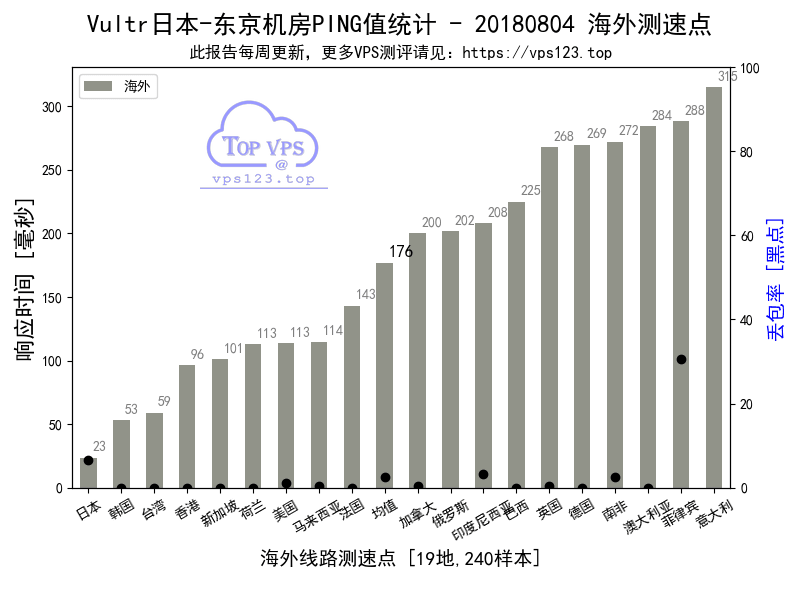 Vultr日本-东京机房PING值统计 - 20180804 海外测速点
此报告每周更新，更多VPS测评请见：https://vps123.top
海外
TOP VPS
@
vps123.top
响应时间 [毫秒]
0
50
100
150
200
250
300
23
53
59
96
101
113
113
114
143
176
200
202
208
225
268
269
272
284
288
315
丢包率 [黑点]
0
20
40
60
80
100
日本
韩国
台湾
香港
新加坡
荷兰
美国
马来西亚
法国
均值
加拿大
俄罗斯
印度尼西亚
巴西
英国
德国
南非
澳大利亚
菲律宾
意大利
海外线路测速点 [19地,240样本]